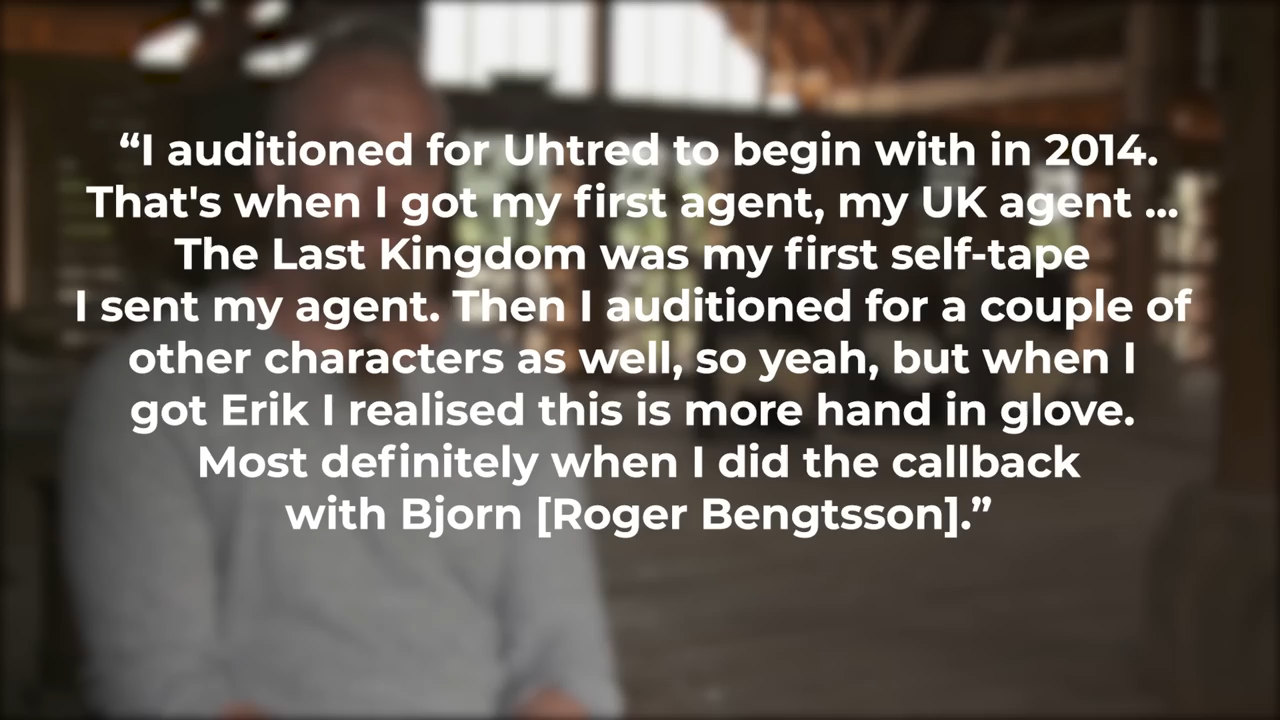 “I auditioned for Uhtred to begin with in 2014.
That's when I got my first agent, my UK agent ...
The Last Kingdom was my first self-tape
I sent my agent. Then I auditioned for a couple of
other characters as well, so yeah, but when I
got Erik I realised this is more hand in glove.
Most definitely when I did the callback
with Bjorn [Roger Bengtsson].”